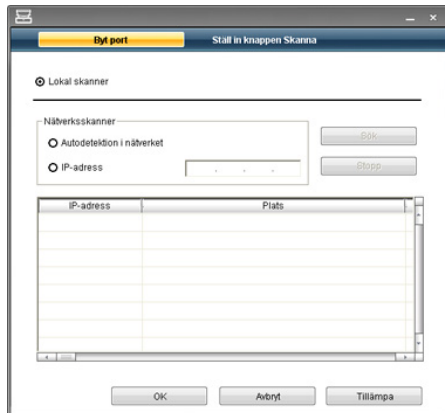 Byt port Ställ in knappen Skanna
Lokal skanner
Nätverksskanner
Autodetektion i nätverket
IP-adress
Sök
Stopp
IP-adress Plats
OK Avbryt Tillämpa